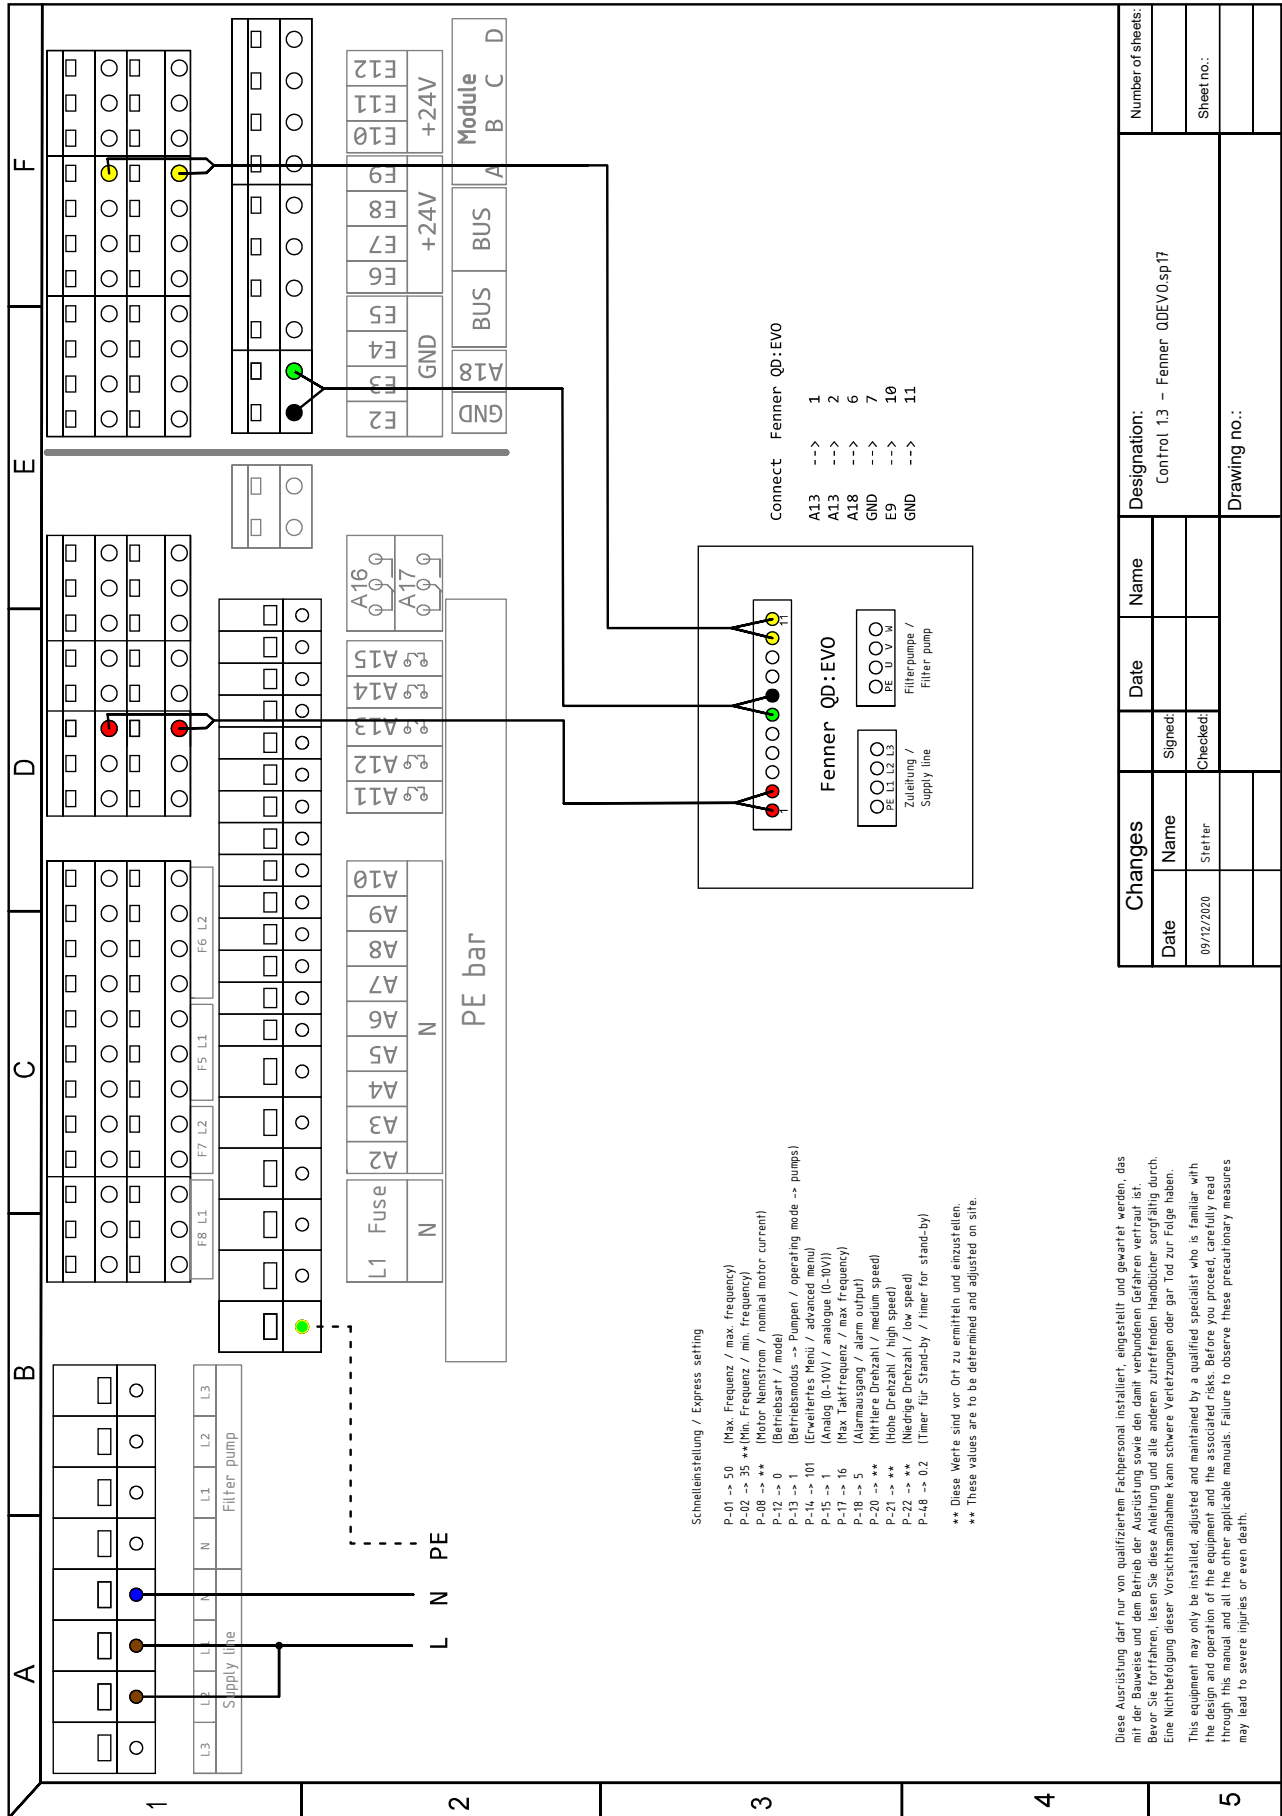 A
B
C
D
E
F
1
2
3
4
5
L3
L2
L1
N
N
L1
L2
L3
Supply line
Filter pump
F8 L1
F7 L2
F5 L1
F6 L2
L1 Fuse
N
A2
A3
A4
A5
A6
A7
A8
A9
A10
N
A11
A12
A13
A14
A15
A16
A17
PE bar
E2
E3
E4
E5
E6
E7
E8
E9
E10
E11
E12
GND
+24V
+24V
GND
A18
BUS
BUS
Module
A B C D
L
N
PE
Schnelleinstellung / Express setting
P-01 -> 50 (Max. Frequenz / max. frequency)
P-02 -> 35 **(Min. Frequenz / min. frequency)
P-08 -> ** (Motor Nennstrom / nominal motor current)
P-12 -> 0 (Betriebsart / mode)
P-13 -> 1 (Betriebsmodus -> Pumpen / operating mode -> pumps)
P-14 -> 101 (Erweitertes Menü / advanced menu)
P-15 -> 1 (Analog (0-10V) / analogue (0-10V))
P-17 -> 16 (Max Taktfrequenz / max frequency)
P-18 -> 5 (Alarmausgang / alarm output)
P-20 -> ** (Mittlere Drehzahl / medium speed)
P-21 -> ** (Hohe Drehzahl / high speed)
P-22 -> ** (Niedrige Drehzahl / low speed)
P-48 -> 0.2 (Timer für Stand-by / timer for stand-by)
** Diese Werte sind vor Ort zu ermitteln und einzustellen.
** These values are to be determined and adjusted on site.
1
11
Fenner QD:EVO
PE L1 L2 L3
Zuleitung /
Supply line
PE U V W
Filterpumpe /
Filter pump
Connect Fenner QD:EVO
A13 --> 1
A13 --> 2
A18 --> 6
GND --> 7
E9 --> 10
GND --> 11
Diese Ausrüstung darf nur von qualifiziertem Fachpersonal installiert, eingestellt und gewartet werden, das
mit der Bauweise und dem Betrieb der Ausrüstung sowie den damit verbundenen Gefahren vertraut ist.
Bevor Sie fortfahren, lesen Sie diese Anleitung und alle anderen zutreffenden Handbücher sorgfältig durch.
Eine Nichtbefolgung dieser Vorsichtsmaßnahme kann schwere Verletzungen oder gar Tod zur Folge haben.
This equipment may only be installed, adjusted and maintained by a qualified specialist who is familiar with
the design and operation of the equipment and the associated risks. Before you proceed, carefully read
through this manual and all the other applicable manuals. Failure to observe these precautionary measures
may lead to severe injuries or even death.
Changes
Date
Name
09/12/2020
Stetter
Signed:
Checked:
Date
Name
Designation:
Control 1.3 - Fenner QDEVO.sp17
Drawing no.:
Number of sheets:
Sheet no.: